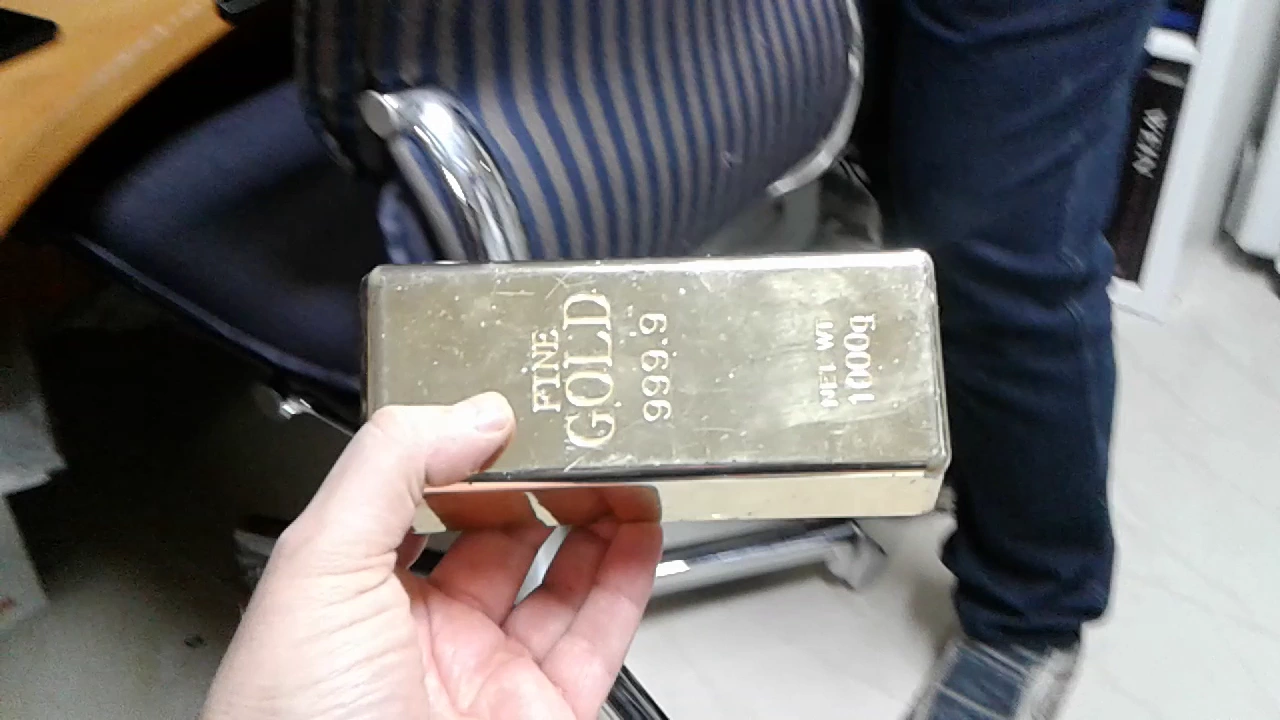 FINE
GOLD
999.9
NET WT
1000g